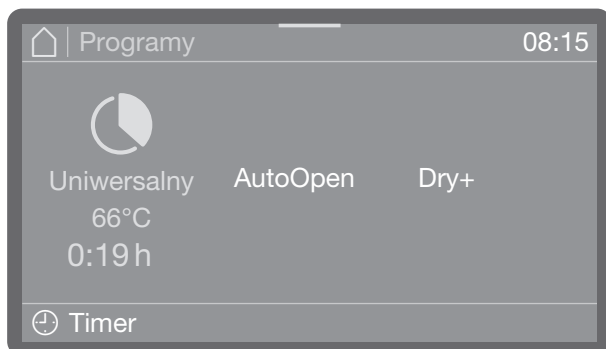 Programy 08:15
Uniwersalny AutoOpen Dry+
66°C
0:19 h
Timer